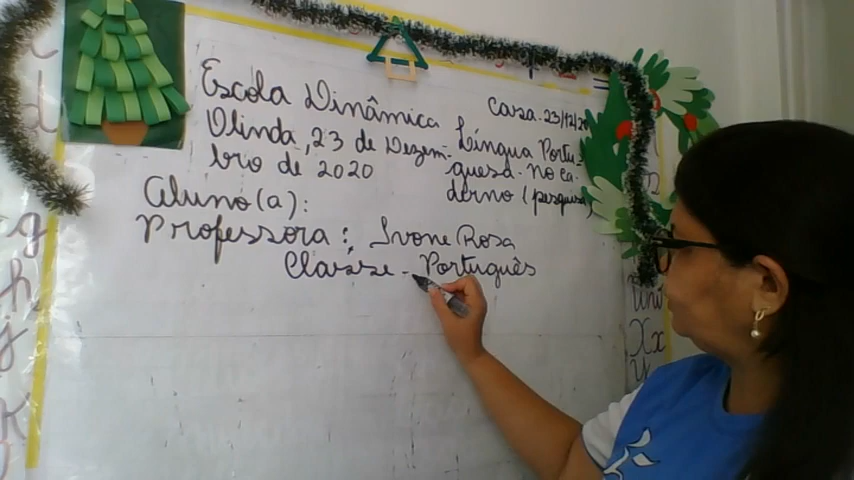 Escola Dinâmica
Olinda, 23 de Dezem-
bro de 2020
Aluno(a):
Professora: Ivone Rosa
Classe - Português
Casa. 23/12/20
Língua Portu-
guesa. no ca-
derno (pesquisa)